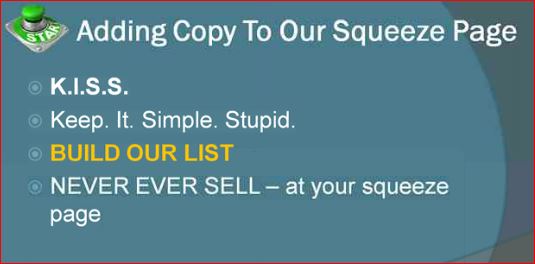 START
Adding Copy To Our Squeeze Page
K.I.S.S.
Keep. It. Simple. Stupid.
BUILD OUR LIST
NEVER EVER SELL – at your squeeze
page